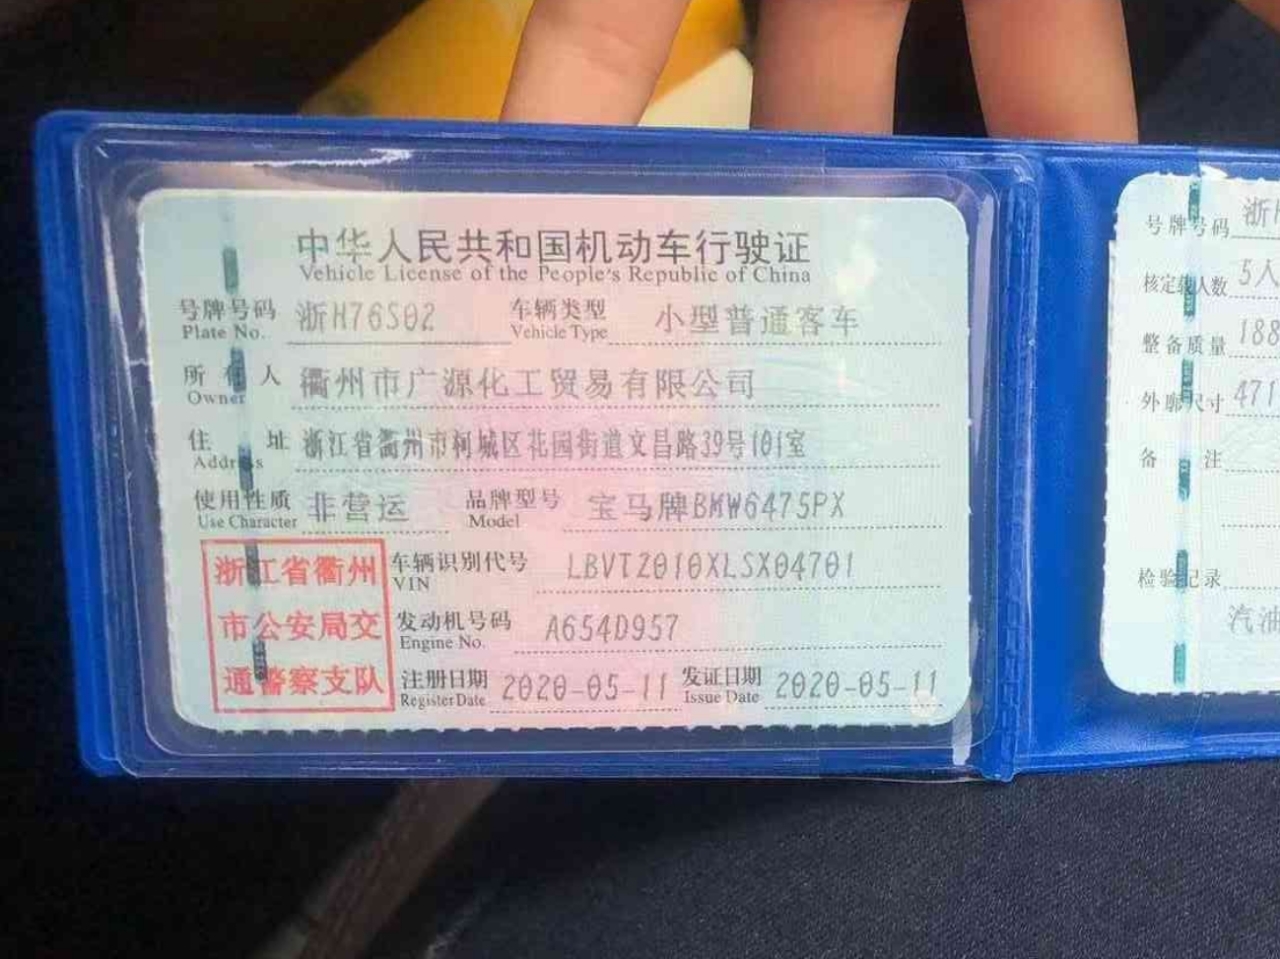 中华人民共和国机动车行驶证
Vehicle License of the People's Republic of China
号牌号码 浙H76S02 车辆类型 小型普通客车
Plate No. Vehicle Type
所有人 衢州市广源化工贸易有限公司
Owner
住址 浙江省衢州市柯城区花园街道文昌路39号101室
Address
使用性质 非营运 品牌型号 宝马牌BMW6475PX
Use Character Model
浙江省衢州
市公安局交
通警察支队
车辆识别代号 LBVTZ010XLSX04701
VIN
发动机号码 A654D957
Engine No.
注册日期 2020-05-11 发证日期 2020-05-11
Register Date Issue Date
号牌号码 浙
核定载人数 5人
整备质量 188
外廓尺寸 471
备注
检验记录
汽油